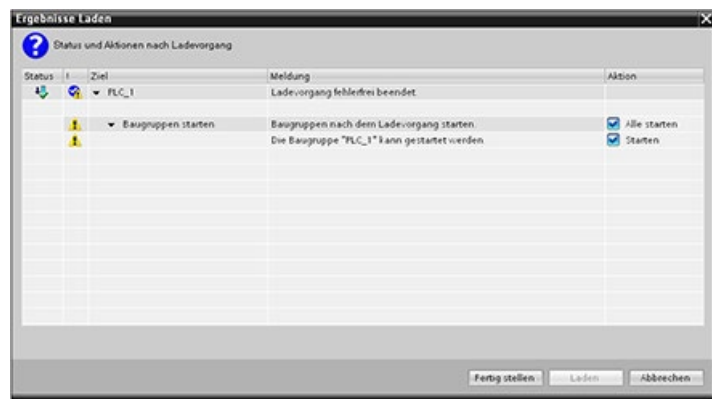 Ergebnisse Laden
Status und Aktionen nach Ladevorgang
Status ! Ziel Meldung Aktion
PLC_1 Ladevorgang fehlerfrei beendet.
Baugruppen starten Baugruppen nach dem Ladevorgang starten. Alle starten
Die Baugruppe "PLC_1" kann gestartet werden. Starten
Fertig stellen Laden Abbrechen